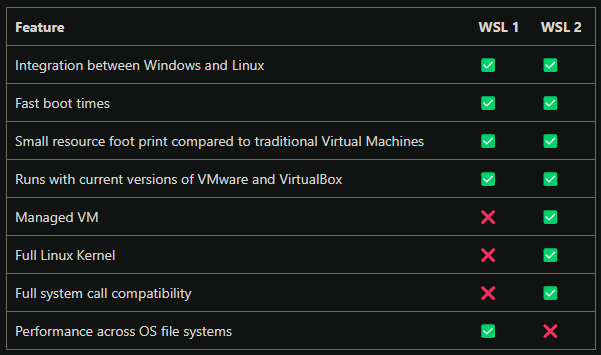 Feature WSL 1 WSL 2
Integration between Windows and Linux ✅ ✅
Fast boot times ✅ ✅
Small resource foot print compared to traditional Virtual Machines ✅ ✅
Runs with current versions of VMware and VirtualBox ✅ ✅
Managed VM ❌ ✅
Full Linux Kernel ❌ ✅
Full system call compatibility ❌ ✅
Performance across OS file systems ✅ ❌